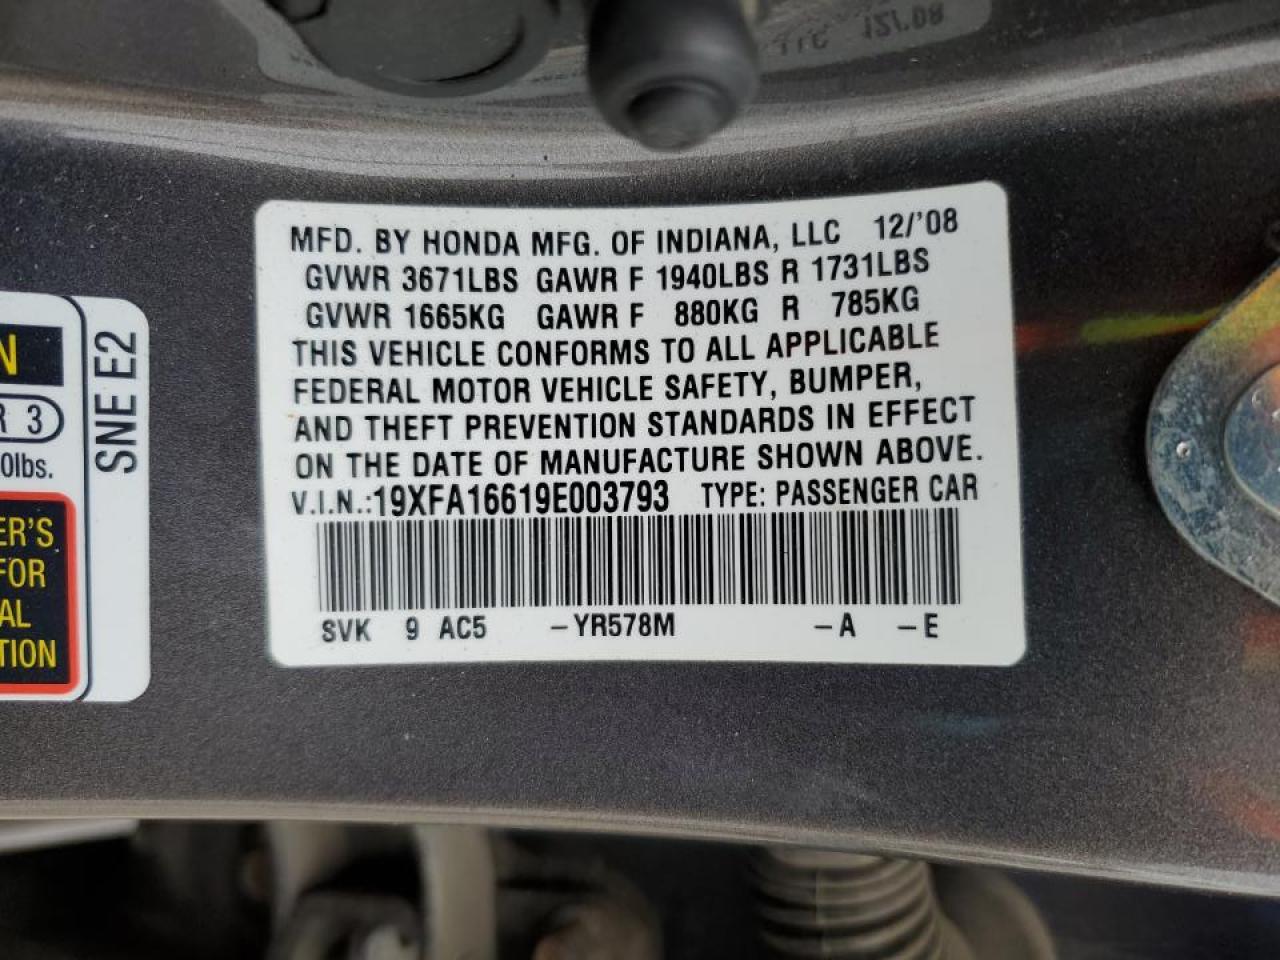 MFD. BY HONDA MFG. OF INDIANA, LLC 12/'08
GVWR 3671LBS GAWR F 1940LBS R 1731LBS
GVWR 1665KG GAWR F 880KG R 785KG
THIS VEHICLE CONFORMS TO ALL APPLICABLE
FEDERAL MOTOR VEHICLE SAFETY, BUMPER,
AND THEFT PREVENTION STANDARDS IN EFFECT
ON THE DATE OF MANUFACTURE SHOWN ABOVE.
V.I.N.:19XFA16619E003793 TYPE: PASSENGER CAR
SVK 9 AC5 -YR578M -A -E
N
R 3
0lbs.
ER'S
FOR
AL
TION
SNE E2
LLC 12/'08